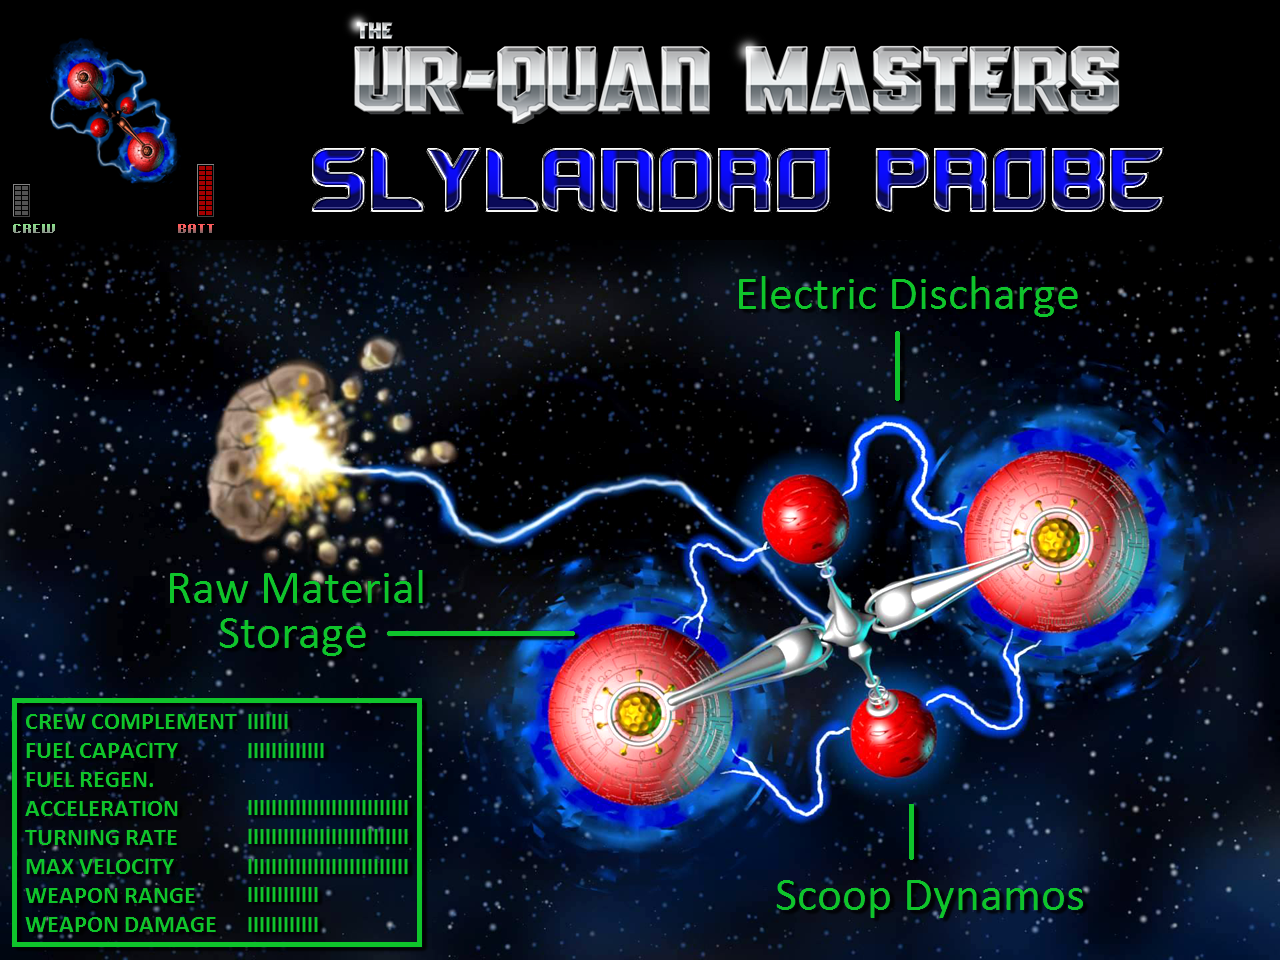 THE
UR-QUAN MASTERS
SLYLANDRO PROBE
CREW
BATT
Electric Discharge
Raw Material
Storage
Scoop Dynamos
CREW COMPLEMENT
FUEL CAPACITY
FUEL REGEN.
ACCELERATION
TURNING RATE
MAX VELOCITY
WEAPON RANGE
WEAPON DAMAGE